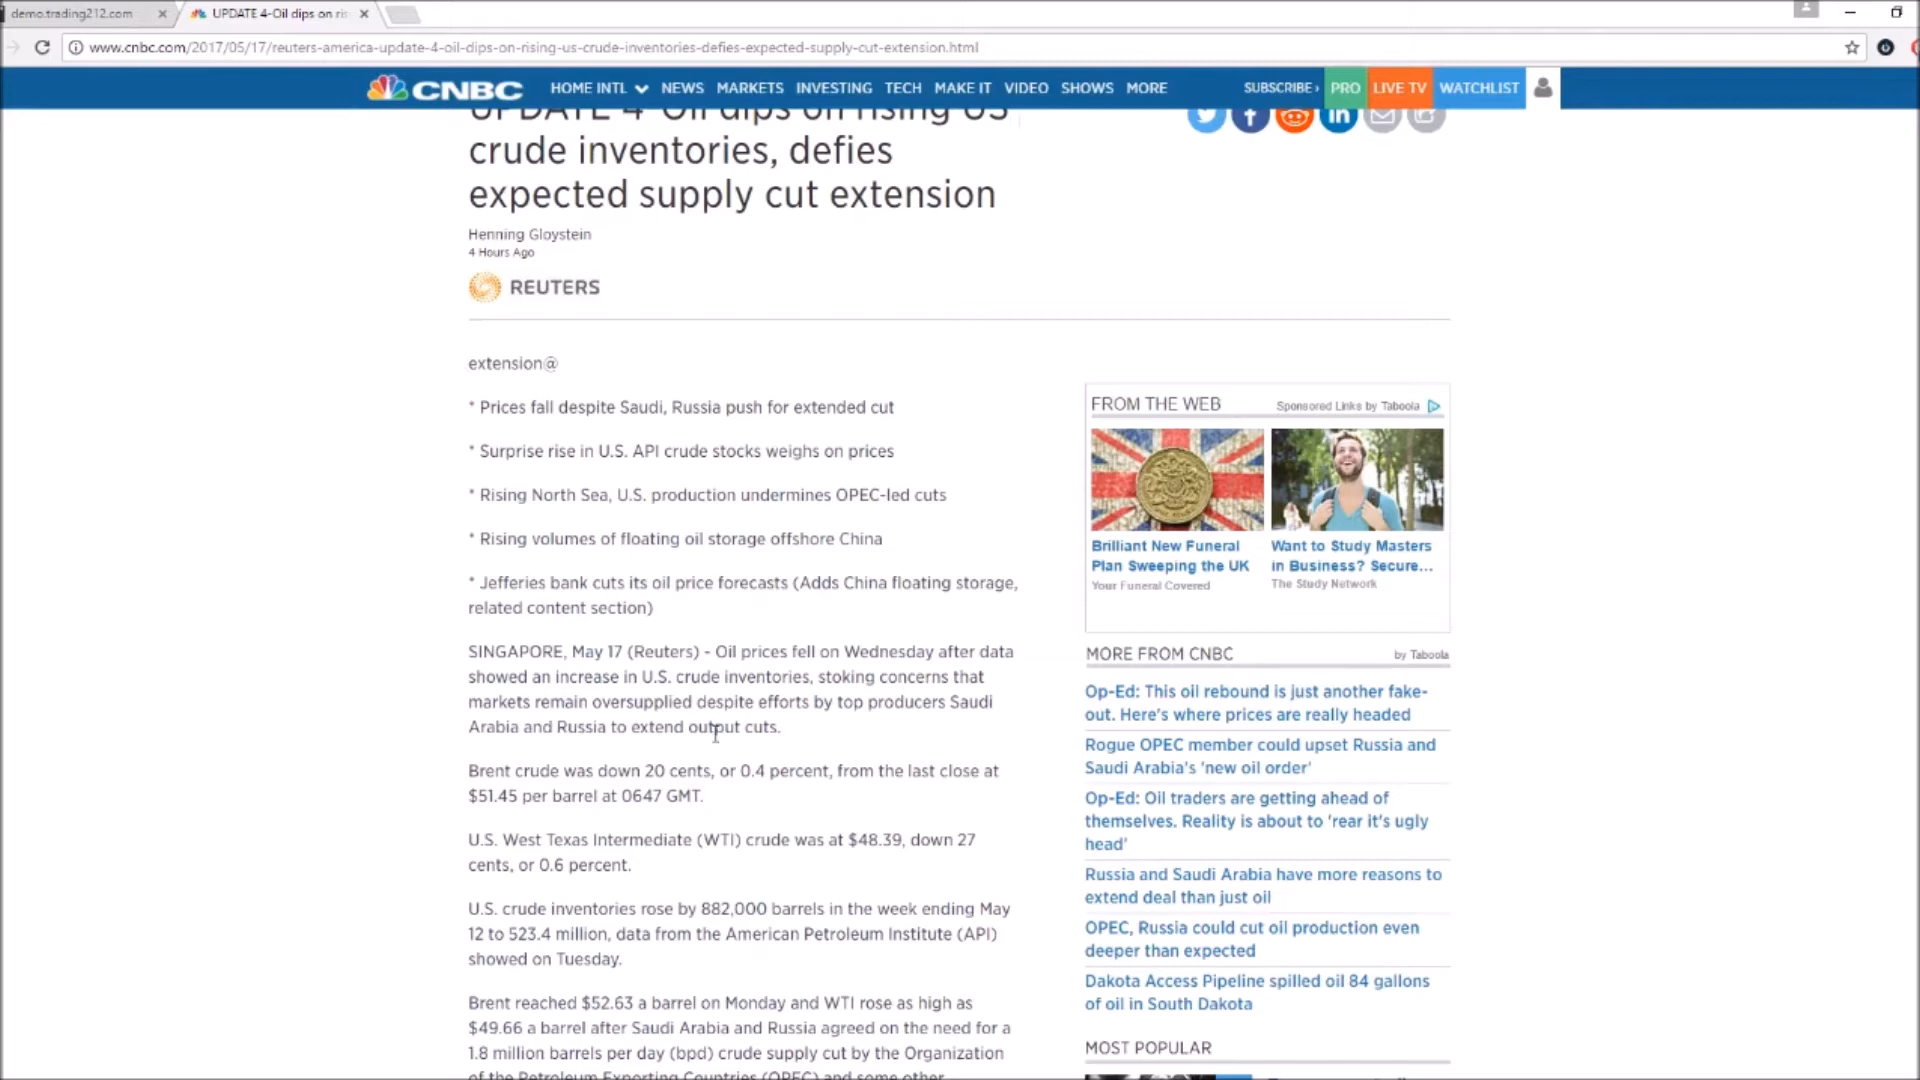 demo.trading212.com
UPDATE 4-Oil dips on ris
www.cnbc.com/2017/05/17/reuters-america-update-4-oil-dips-on-rising-us-crude-inventories-defies-expected-supply-cut-extension.html
CNBC
HOME INTL NEWS MARKETS INVESTING TECH MAKE IT VIDEO SHOWS MORE
SUBSCRIBE PRO LIVE TV WATCHLIST
UPDATE 4-Oil dips on rising US
crude inventories, defies
expected supply cut extension
Henning Gloystein
4 Hours Ago
REUTERS
extension@
* Prices fall despite Saudi, Russia push for extended cut
* Surprise rise in U.S. API crude stocks weighs on prices
* Rising North Sea, U.S. production undermines OPEC-led cuts
* Rising volumes of floating oil storage offshore China
* Jefferies bank cuts its oil price forecasts (Adds China floating storage,
related content section)
SINGAPORE, May 17 (Reuters) - Oil prices fell on Wednesday after data
showed an increase in U.S. crude inventories, stoking concerns that
markets remain oversupplied despite efforts by top producers Saudi
Arabia and Russia to extend output cuts.
Brent crude was down 20 cents, or 0.4 percent, from the last close at
$51.45 per barrel at 0647 GMT.
U.S. West Texas Intermediate (WTI) crude was at $48.39, down 27
cents, or 0.6 percent.
U.S. crude inventories rose by 882,000 barrels in the week ending May
12 to 523.4 million, data from the American Petroleum Institute (API)
showed on Tuesday.
Brent reached $52.63 a barrel on Monday and WTI rose as high as
$49.66 a barrel after Saudi Arabia and Russia agreed on the need for a
1.8 million barrels per day (bpd) crude supply cut by the Organization
of the Petroleum Exporting Countries (OPEC) and some other
FROM THE WEB
Sponsored Links by Taboola
Brilliant New Funeral
Plan Sweeping the UK
Your Funeral Covered
Want to Study Masters
in Business? Secure...
The Study Network
MORE FROM CNBC
by Taboola
Op-Ed: This oil rebound is just another fake-
out. Here's where prices are really headed
Rogue OPEC member could upset Russia and
Saudi Arabia's 'new oil order'
Op-Ed: Oil traders are getting ahead of
themselves. Reality is about to 'rear it's ugly
head'
Russia and Saudi Arabia have more reasons to
extend deal than just oil
OPEC, Russia could cut oil production even
deeper than expected
Dakota Access Pipeline spilled oil 84 gallons
of oil in South Dakota
MOST POPULAR